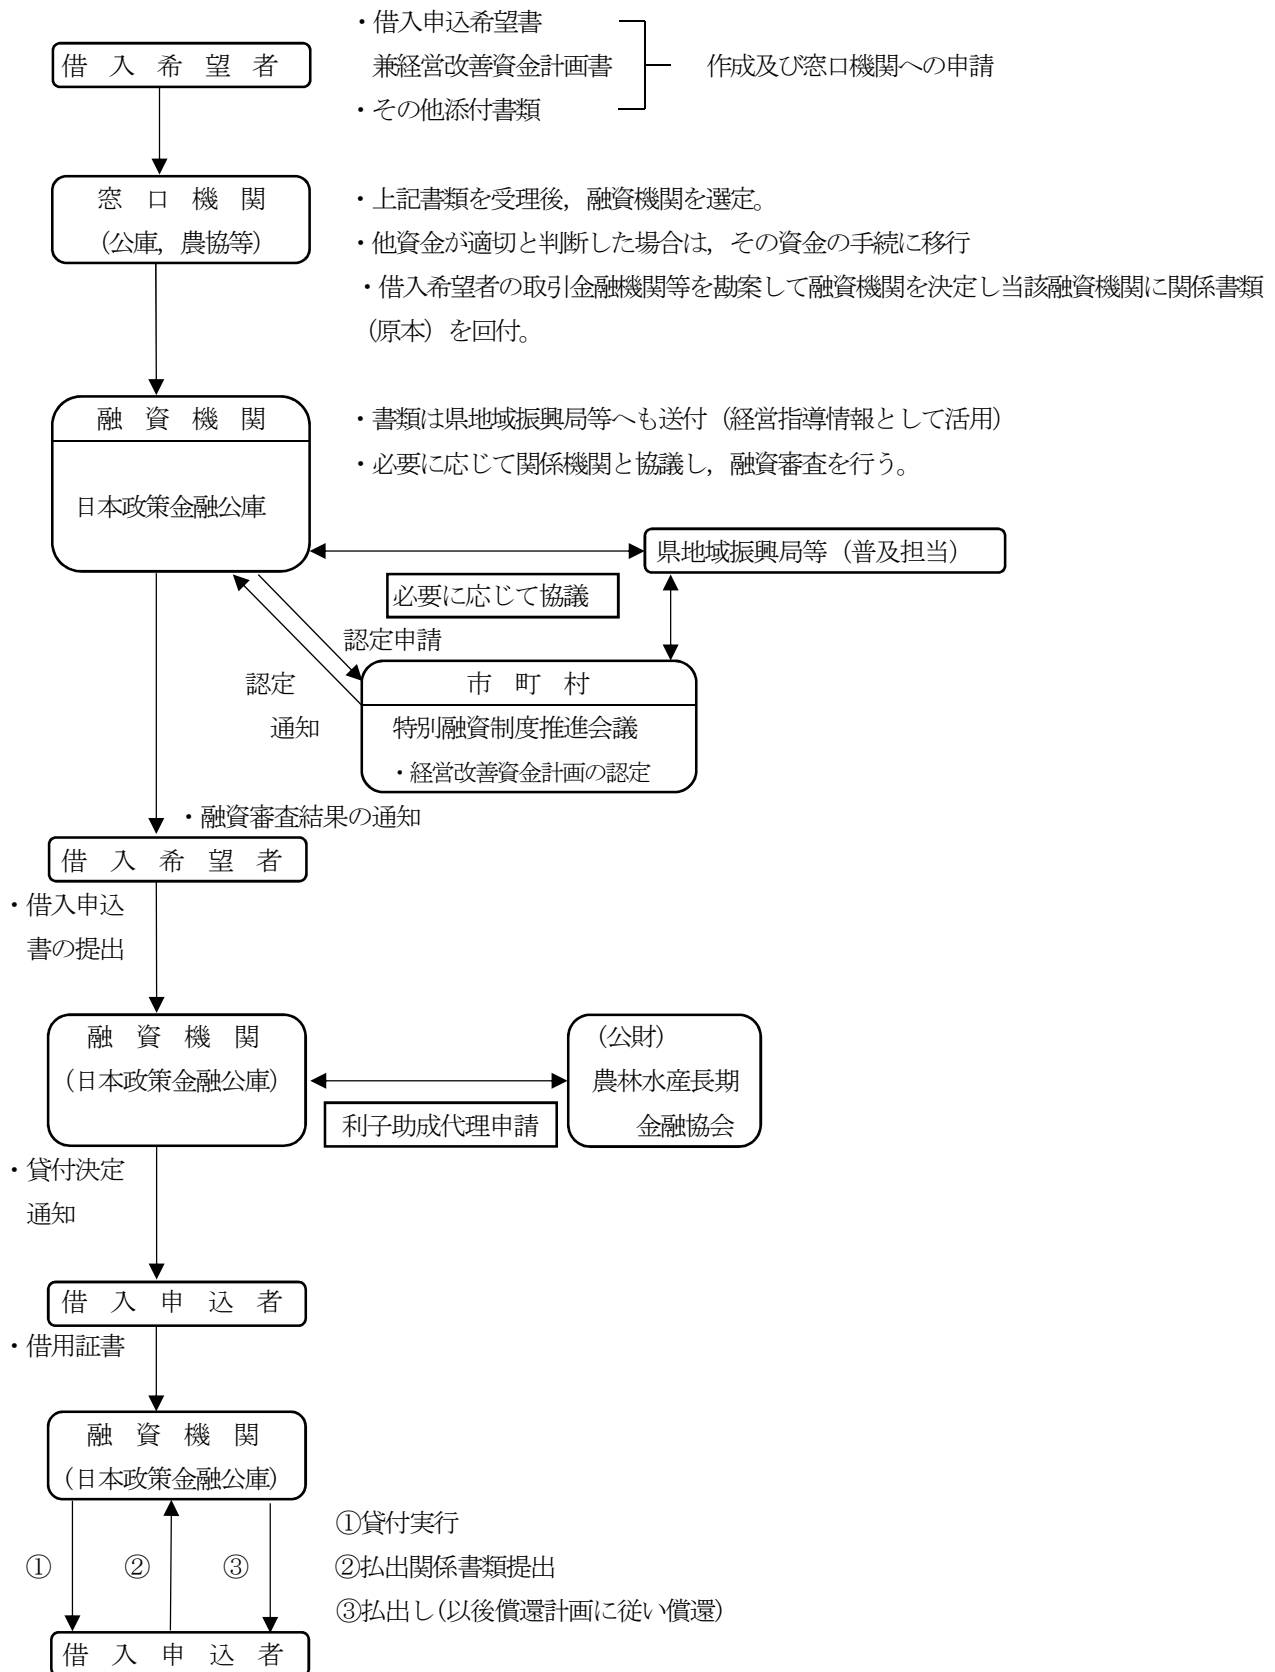 ・借入申込希望書
借　入　希　望　者
兼経営改善資金計画書
作成及び窓口機関への申請
・その他添付書類
窓　口　機　関
（公庫，農協等）
・上記書類を受理後，融資機関を選定。
・他資金が適切と判断した場合は，その資金の手続に移行
・借入希望者の取引金融機関等を勘案して融資機関を決定し当該融資機関に関係書類
（原本）を回付。
融　資　機　関
日本政策金融公庫
・書類は県地域振興局等へも送付（経営指導情報として活用）
・必要に応じて関係機関と協議し，融資審査を行う。
県地域振興局等（普及担当）
必要に応じて協議
認定申請
認定
通知
市　町　村
特別融資制度推進会議
・経営改善資金計画の認定
・融資審査結果の通知
借　入　希　望　者
・借入申込
書の提出
融　資　機　関
（日本政策金融公庫）
（公財）
農林水産長期
金融協会
利子助成代理申請
・貸付決定
通知
借　入　申　込　者
・借用証書
融　資　機　関
（日本政策金融公庫）
①
②
③
①貸付実行
②払出関係書類提出
③払出し（以後償還計画に従い償還）
借　入　申　込　者